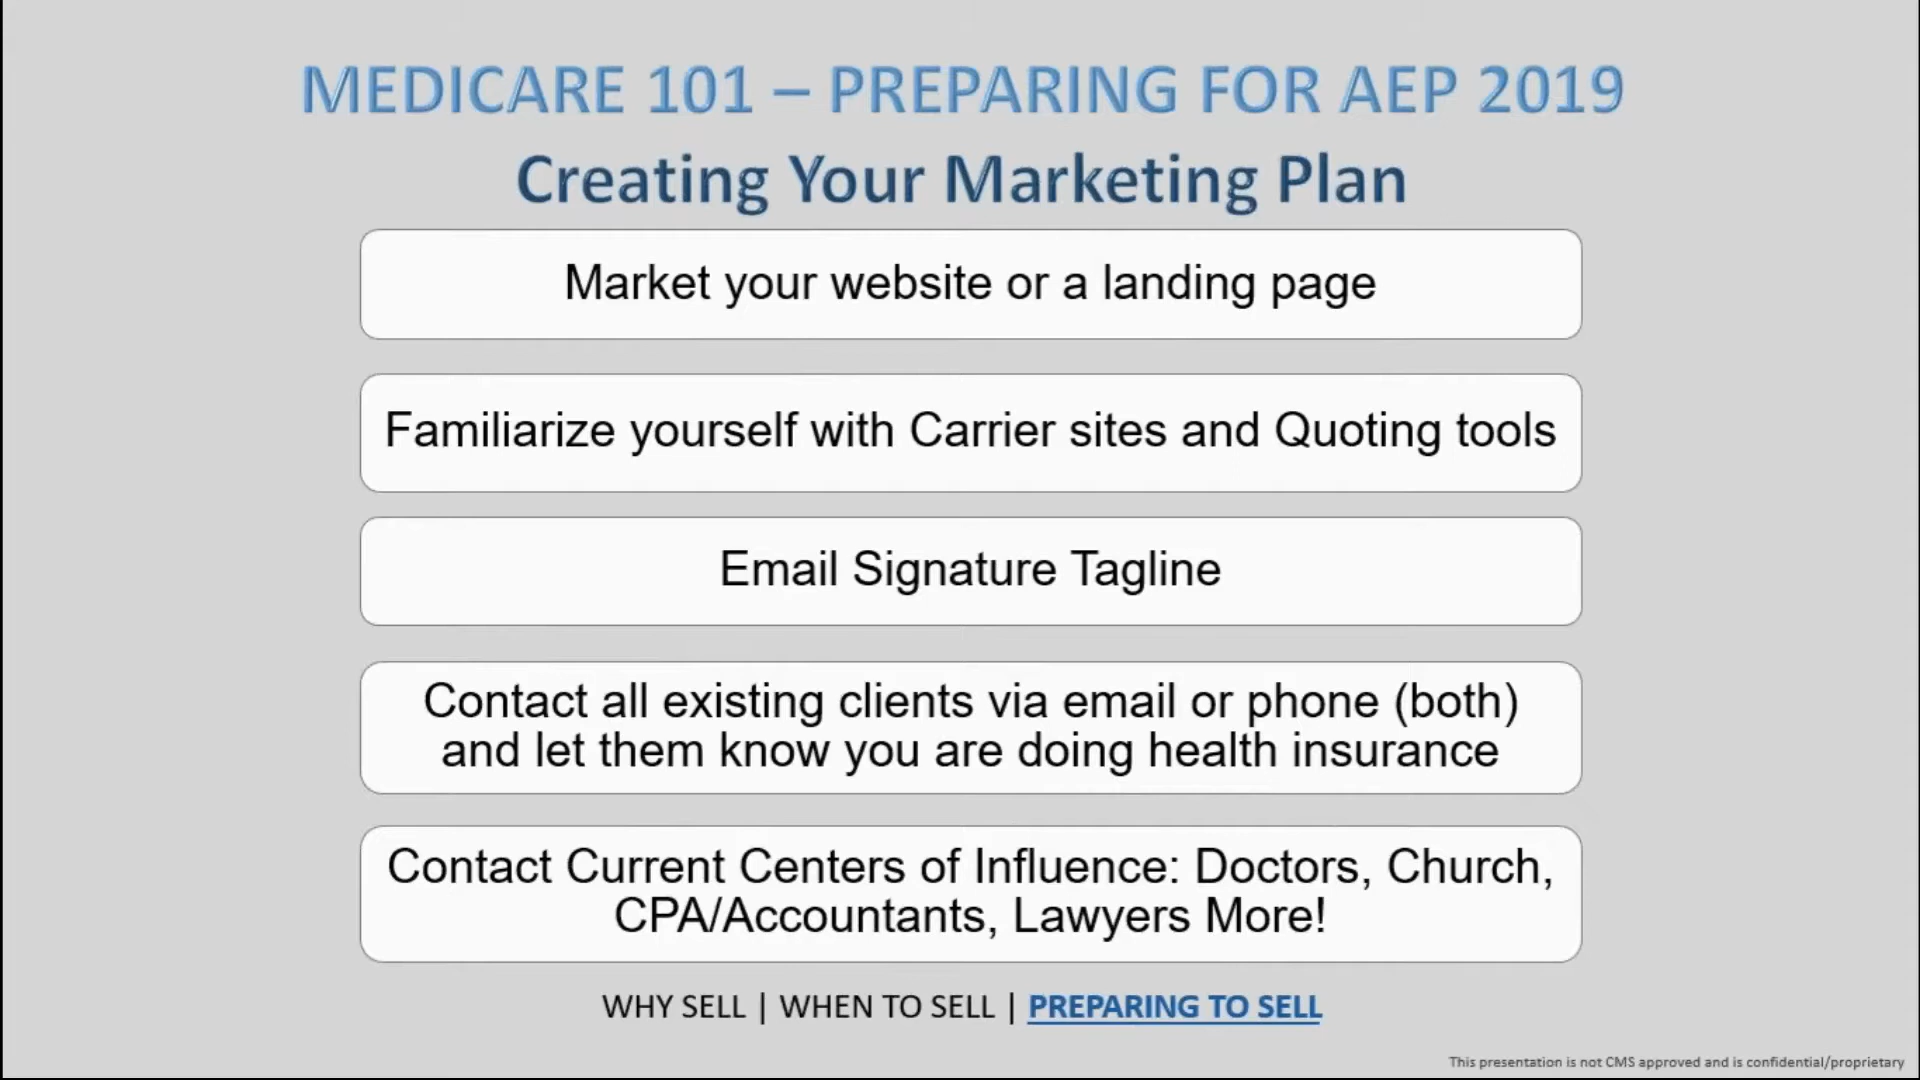 MEDICARE 101 – PREPARING FOR AEP 2019
Creating Your Marketing Plan
Market your website or a landing page
Familiarize yourself with Carrier sites and Quoting tools
Email Signature Tagline
Contact all existing clients via email or phone (both)
and let them know you are doing health insurance
Contact Current Centers of Influence: Doctors, Church,
CPA/Accountants, Lawyers More!
WHY SELL | WHEN TO SELL | PREPARING TO SELL
This presentation is not CMS approved and is confidential/proprietary